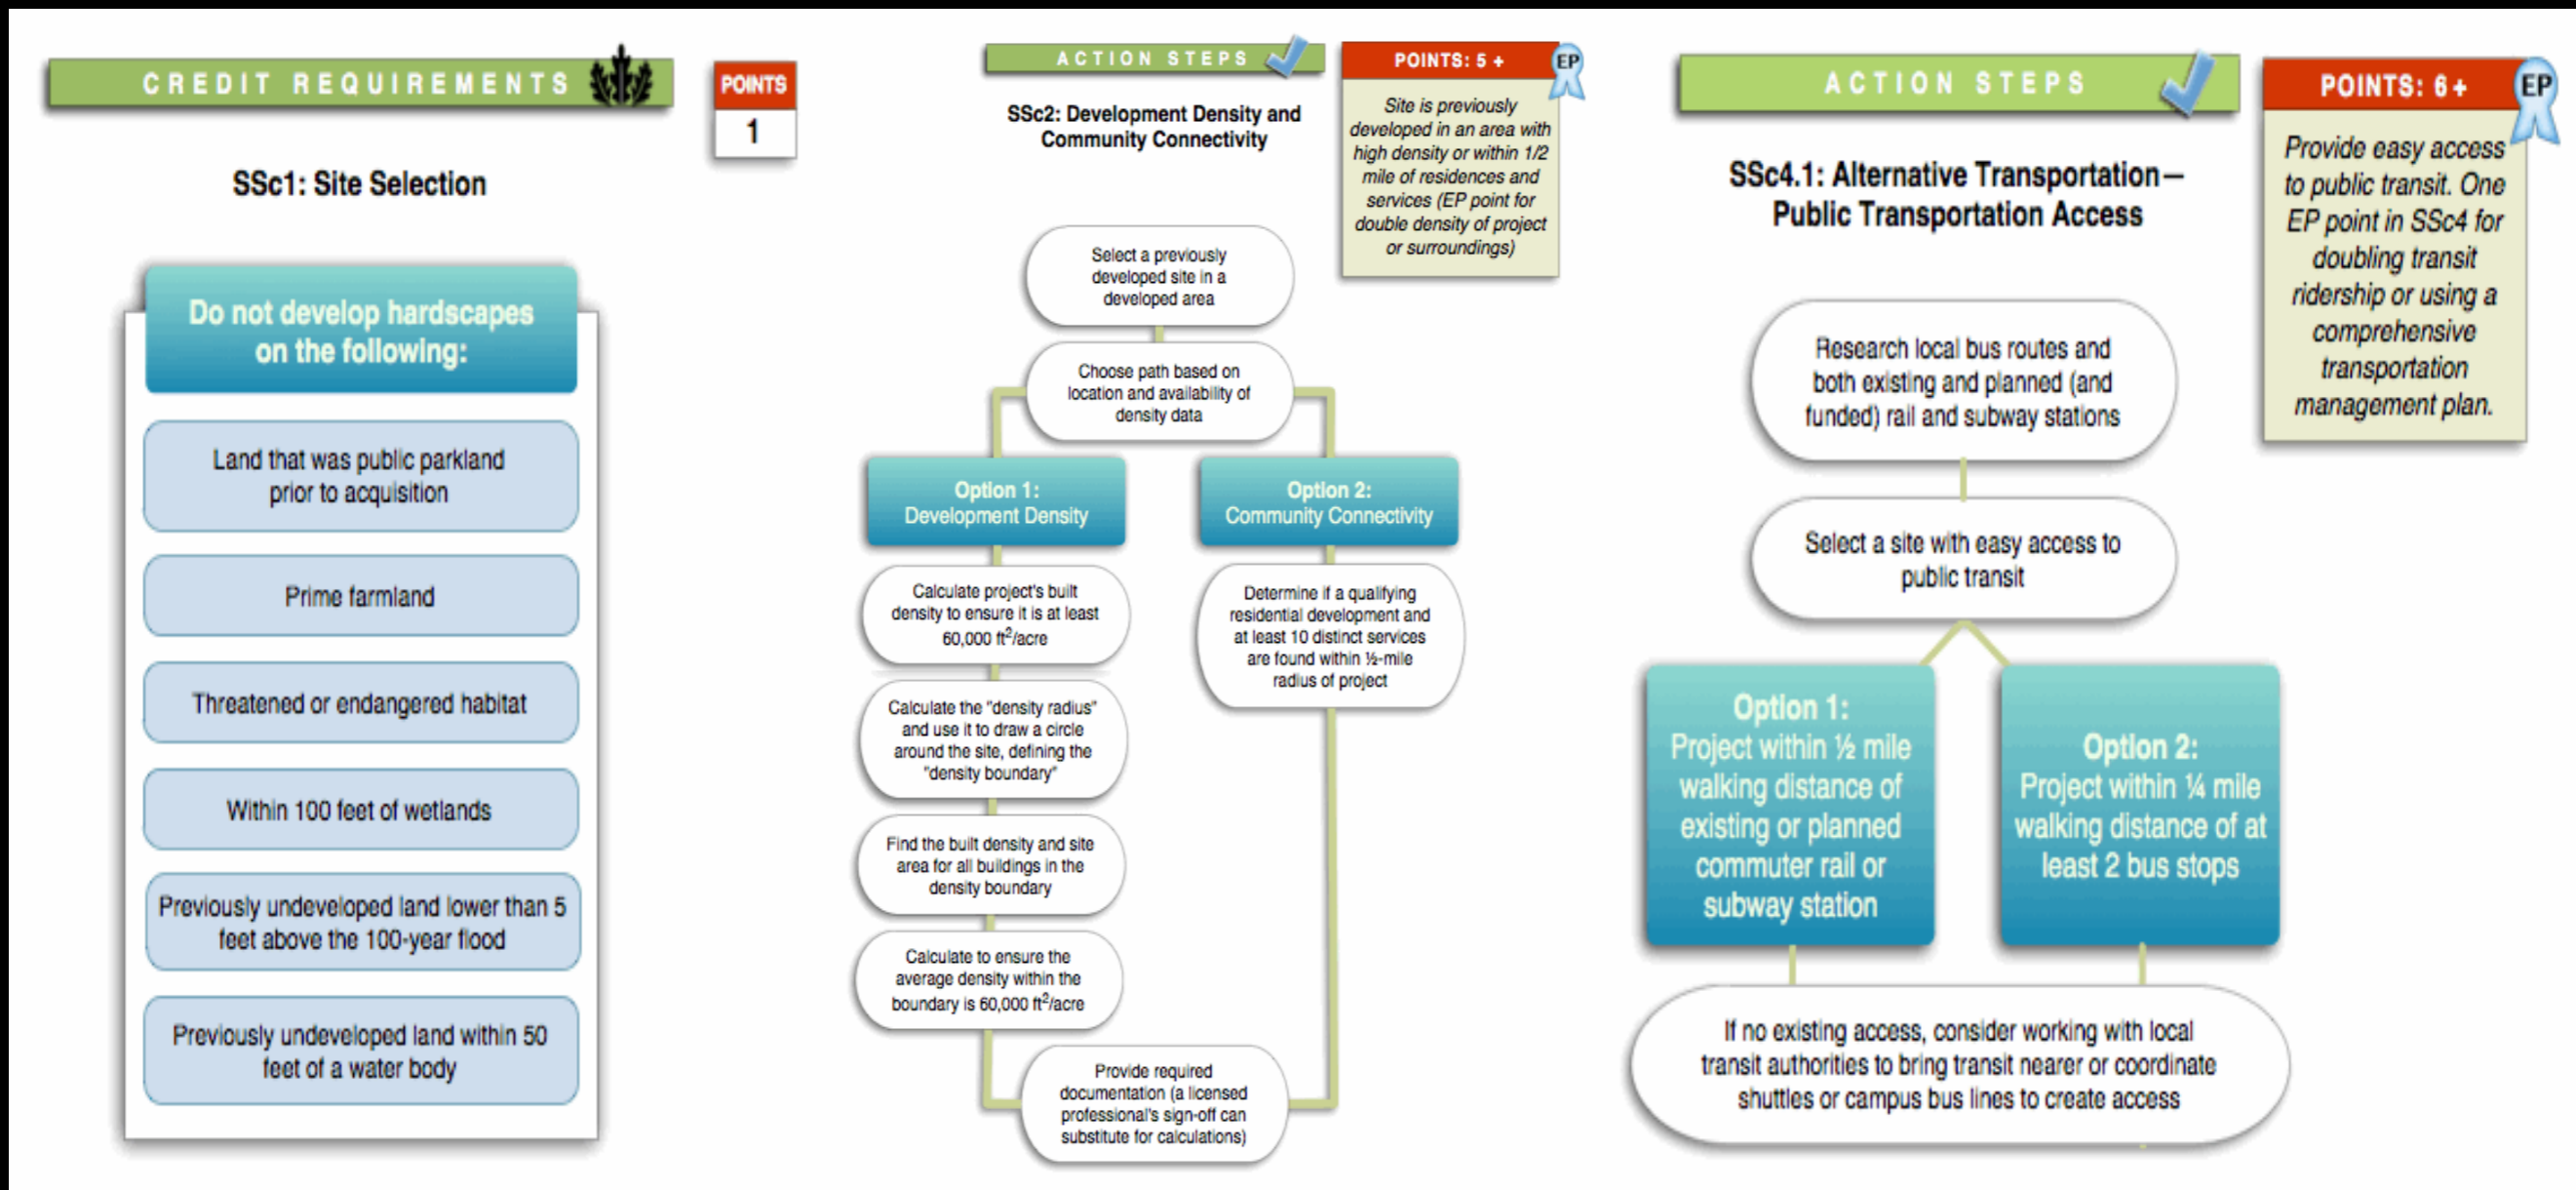 CREDIT REQUIREMENTS
POINTS
1
SSc1: Site Selection
Do not develop hardscapes
on the following:
Land that was public parkland
prior to acquisition
Prime farmland
Threatened or endangered habitat
Within 100 feet of wetlands
Previously undeveloped land lower than 5
feet above the 100-year flood
Previously undeveloped land within 50
feet of a water body
ACTION STEPS
POINTS: 5 +
EP
SSc2: Development Density and
Community Connectivity
Site is previously
developed in an area with
high density or within 1/2
mile of residences and
services (EP point for
double density of project
or surroundings)
Select a previously
developed site in a
developed area
Choose path based on
location and availability of
density data
Option 1:
Development Density
Calculate project's built
density to ensure it is at least
60,000 ft²/acre
Calculate the "density radius"
and use it to draw a circle
around the site, defining the
"density boundary"
Find the built density and site
area for all buildings in the
density boundary
Calculate to ensure the
average density within the
boundary is 60,000 ft²/acre
Option 2:
Community Connectivity
Determine if a qualifying
residential development and
at least 10 distinct services
are found within ½-mile
radius of project
Provide required
documentation (a licensed
professional's sign-off can
substitute for calculations)
ACTION STEPS
POINTS: 6+
EP
SSc4.1: Alternative Transportation—
Public Transportation Access
Provide easy access
to public transit. One
EP point in SSc4 for
doubling transit
ridership or using a
comprehensive
transportation
management plan.
Research local bus routes and
both existing and planned (and
funded) rail and subway stations
Select a site with easy access to
public transit
Option 1:
Project within ½ mile
walking distance of
existing or planned
commuter rail or
subway station
Option 2:
Project within ¼ mile
walking distance of at
least 2 bus stops
If no existing access, consider working with local
transit authorities to bring transit nearer or coordinate
shuttles or campus bus lines to create access